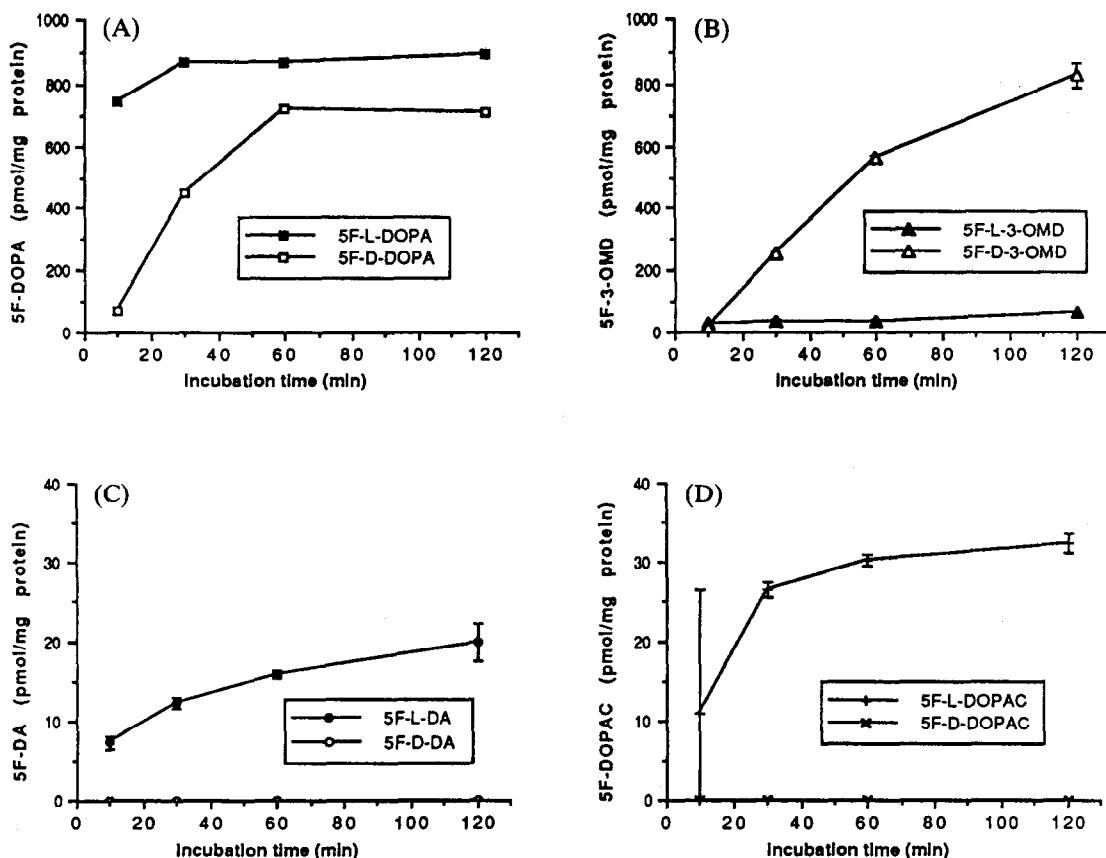 (A)
5F-DOPA (pmol/mg protein)
1000
800
600
400
200
0
5F-L-DOPA
5F-D-DOPA
0 20 40 60 80 100 120
Incubation time (min)
(B)
5F-3-OMD (pmol/mg protein)
1000
800
600
400
200
0
5F-L-3-OMD
5F-D-3-OMD
0 20 40 60 80 100 120
Incubation time (min)
(C)
5F-DA (pmol/mg protein)
40
30
20
10
0
5F-L-DA
5F-D-DA
0 20 40 60 80 100 120
Incubation time (min)
(D)
5F-DOPAC (pmol/mg protein)
40
30
20
10
0
5F-L-DOPAC
5F-D-DOPAC
0 20 40 60 80 100 120
Incubation time (min)